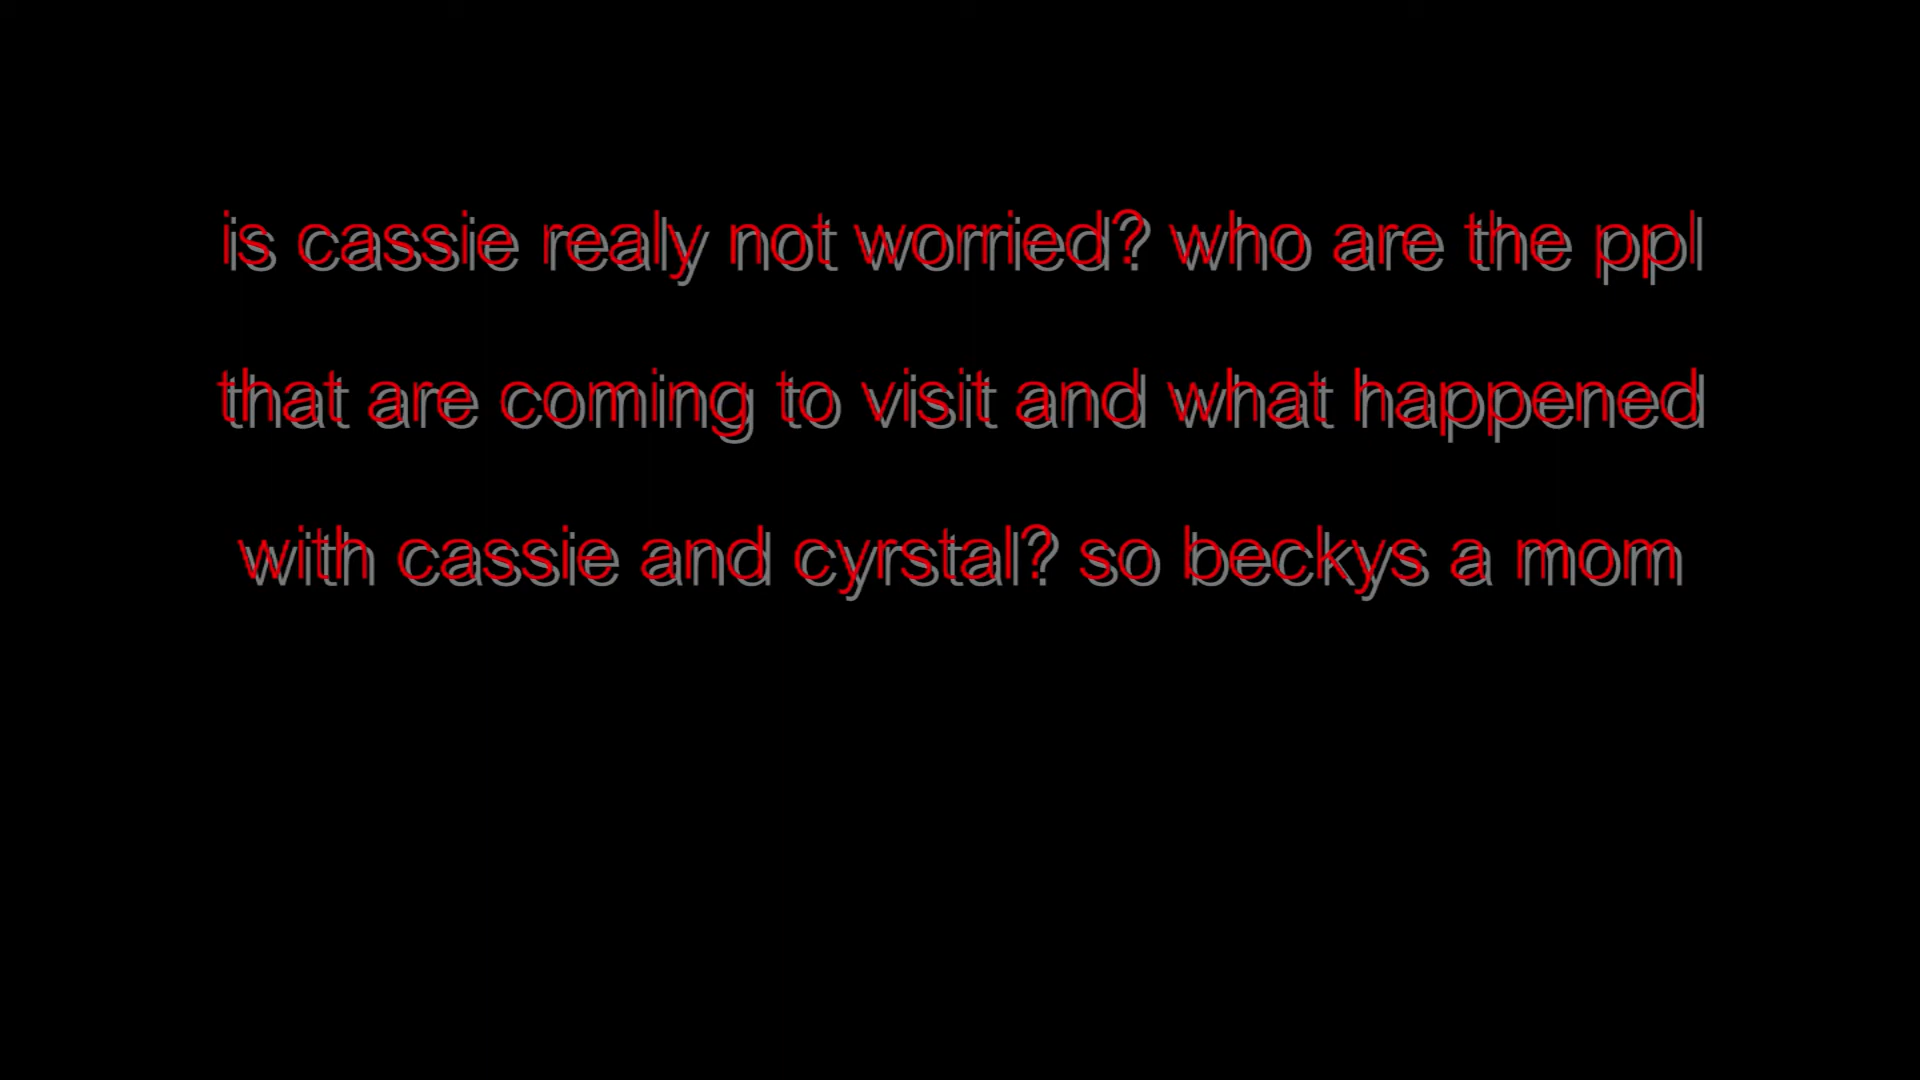 is cassie realy not worried? who are the ppl
that are coming to visit and what happened
with cassie and cyrstal? so beckys a mom